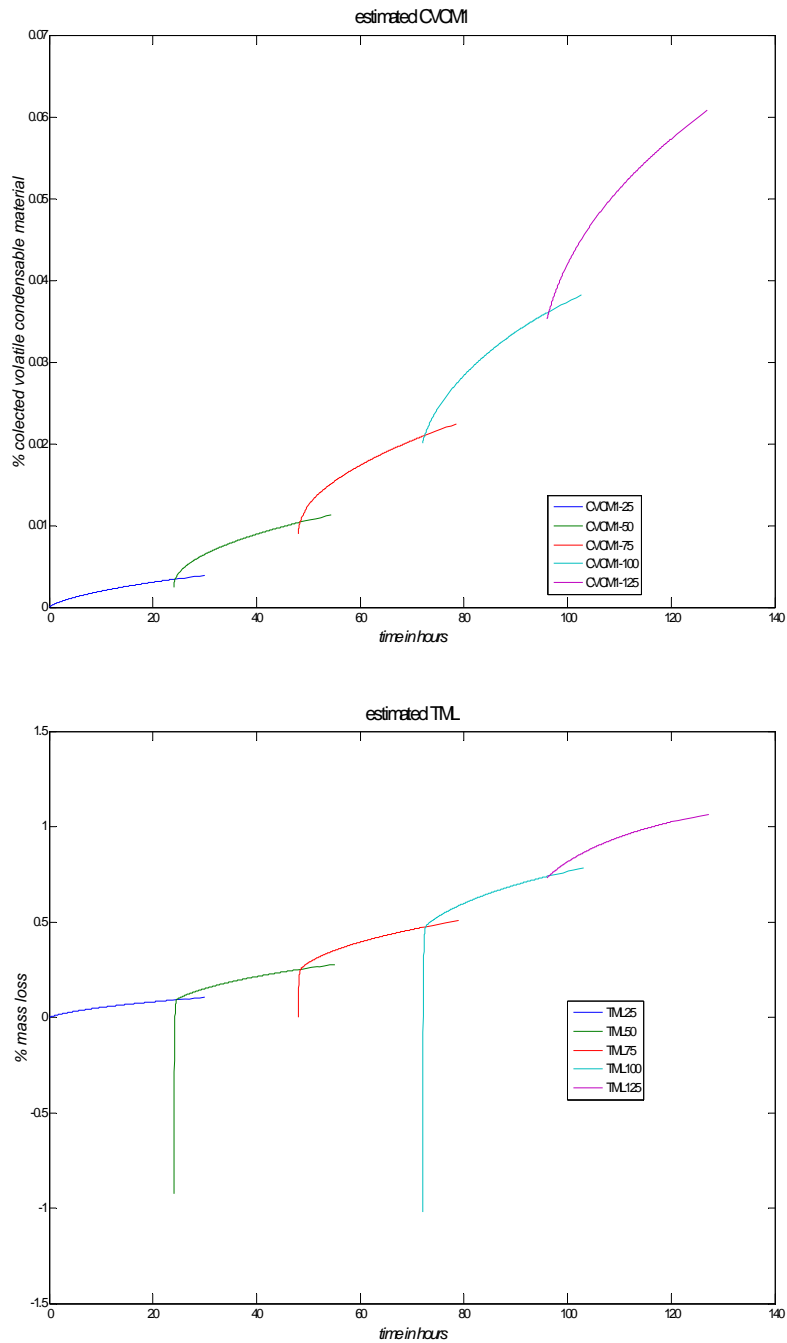 estimated CVCM1
0.07
0.06
0.05
0.04
0.03
0.02
0.01
0
% colected volatile condensable material
CVCM1-25
CVCM1-50
CVCM1-75
CVCM1-100
CVCM1-125
0 20 40 60 80 100 120 140
time in hours
estimated TML
1.5
1
0.5
0
-0.5
-1
-1.5
% mass loss
TML25
TML50
TML75
TML100
TML125
0 20 40 60 80 100 120 140
time in hours